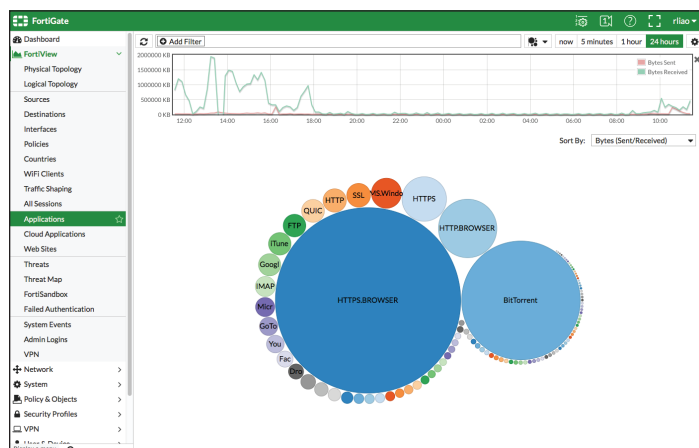 FortiGate
1
rllao
Dashboard
FortiView
Physical Topology
Logical Topology
Sources
Destinations
Interfaces
Policies
Countries
WiFi Clients
Traffic Shaping
All Sessions
Applications
Cloud Applications
Web Sites
Threats
Threat Map
FortiSandbox
Failed Authentication
System Events
Admin Logins
VPN
Network
System
Policy & Objects
Security Profiles
VPN
Add Filter
now 5 minutes 1 hour 24 hours
2000000 KB
1500000 KB
1000000 KB
500000 KB
0 KB
Bytes Sent
Bytes Received
12:00 14:00 16:00 18:00 20:00 22:00 00:00 02:00 04:00 06:00 08:00 10:00
Sort By: Bytes (Sent/Received)
HTTPS.BROWSER
BitTorrent
HTTP.BROWSER
HTTPS
MS.Windo
SSL
HTTP
QUIC
FTP
iTune
Googl
IMAP
Micr
GoTo
You
Fac
Dro